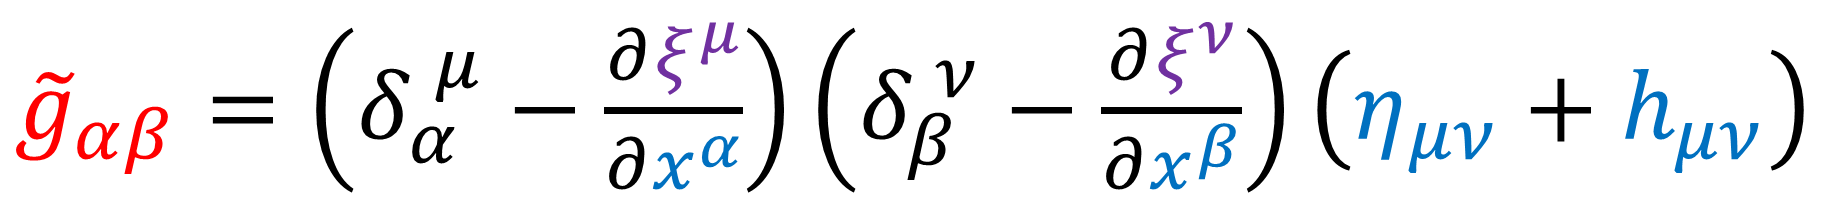 g̃_αβ = (δ_α^μ − ∂ξ^μ/∂x^α) (δ_β^ν − ∂ξ^ν/∂x^β) (η_μν + h_μν)